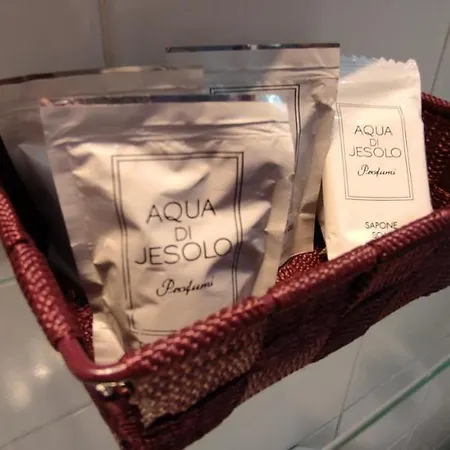 AQUA
DI
JESOLO
Profumi
AQUA
DI
JESOLO
Profumi
SAPONE